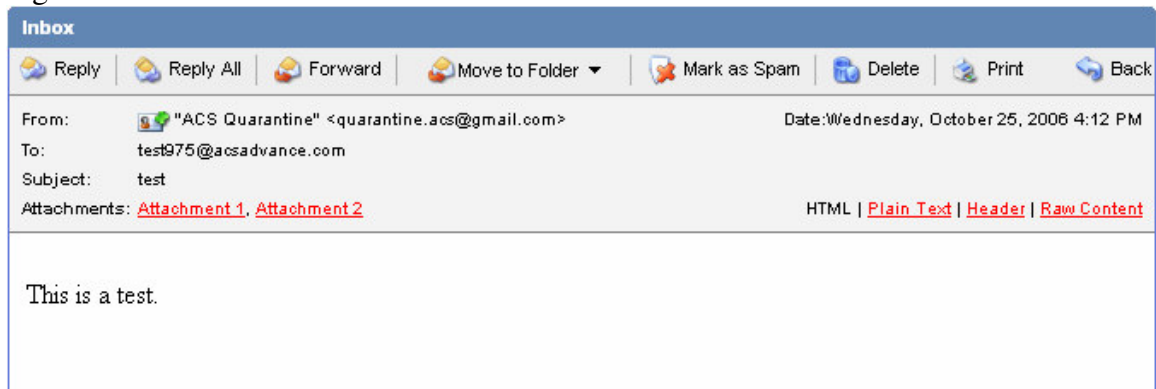 Inbox
Reply Reply All Forward Move to Folder Mark as Spam Delete Print Back
From: "ACS Quarantine" <quarantine.acs@gmail.com> Date:Wednesday, October 25, 2006 4:12 PM
To: test975@acsadvance.com
Subject: test
Attachments: Attachment 1, Attachment 2 HTML | Plain Text | Header | Raw Content
This is a test.